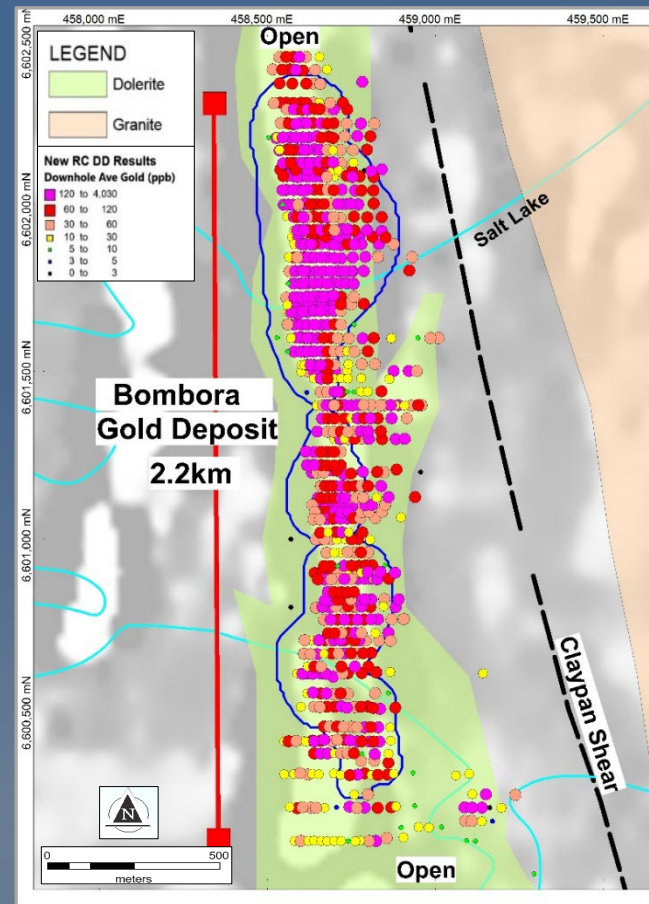 458,000 mE
458,500 mE
459,000 mE
459,500 mE
6,602,500 mN
Open
LEGEND
Dolerite
Granite
New RC DD Results
Downhole Ave Gold (ppb)
120 to 4,030
60 to 120
30 to 60
10 to 30
5 to 10
3 to 5
0 to 3
6,602,000 mN
Salt Lake
6,601,500 mN
Bombora
Gold Deposit
2.2km
6,601,000 mN
Claypan Shear
6,600,500 mN
N
0
500
meters
Open